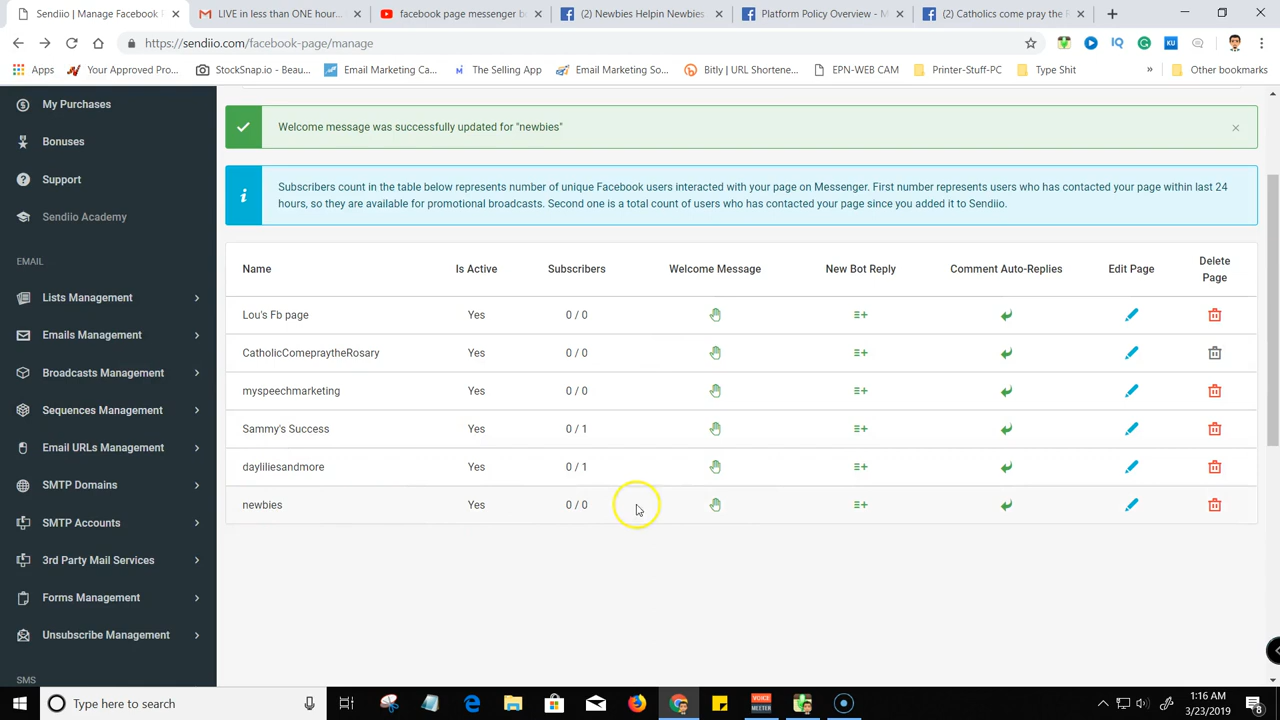 Sendiio | Manage Facebook P
LIVE in less than ONE hour...
facebook page messenger b
(2) Newbies Helpin Newbies
Platform Policy Overview - M
(2) Catholics come pray the R
https://sendiio.com/facebook-page/manage
Apps
Your Approved Pro...
StockSnap.io - Beau...
Email Marketing Ca...
The Selling App
Email Marketing So...
Bitly | URL Shortene...
EPN-WEB CAM
Printer-Stuff-PC
Type Shit
»
Other bookmarks
My Purchases
Bonuses
Support
Sendiio Academy
EMAIL
Lists Management
Emails Management
Broadcasts Management
Sequences Management
Email URLs Management
SMTP Domains
SMTP Accounts
3rd Party Mail Services
Forms Management
Unsubscribe Management
SMS
Welcome message was successfully updated for "newbies"
Subscribers count in the table below represents number of unique Facebook users interacted with your page on Messenger. First number represents users who has contacted your page within last 24
hours, so they are available for promotional broadcasts. Second one is a total count of users who has contacted your page since you added it to Sendiio.
Name Is Active Subscribers Welcome Message New Bot Reply Comment Auto-Replies Edit Page Delete Page
Lou's Fb page Yes 0 / 0
CatholicComepraytheRosary Yes 0 / 0
myspeechmarketing Yes 0 / 0
Sammy's Success Yes 0 / 1
dayliliesandmore Yes 0 / 1
newbies Yes 0 / 0
Type here to search
VOICE MEETER
1:16 AM
3/23/2019
8